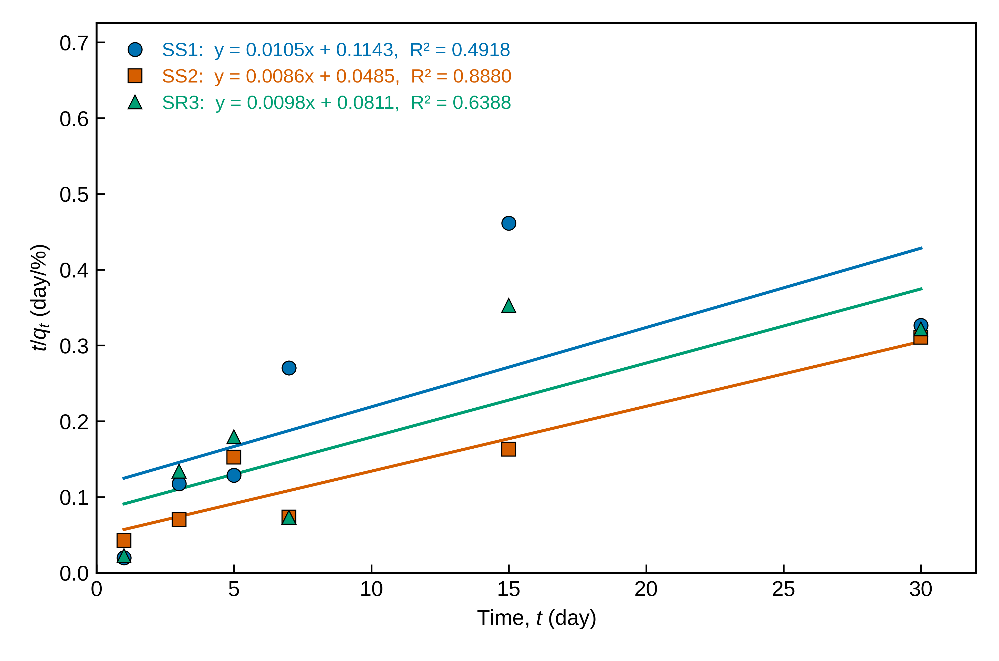 0.7
0.6
0.5
0.4
0.3
0.2
0.1
0.0
t/qₜ (day/%)
SS1: y = 0.0105x + 0.1143, R² = 0.4918
SS2: y = 0.0086x + 0.0485, R² = 0.8880
SR3: y = 0.0098x + 0.0811, R² = 0.6388
0 5 10 15 20 25 30
Time, t (day)